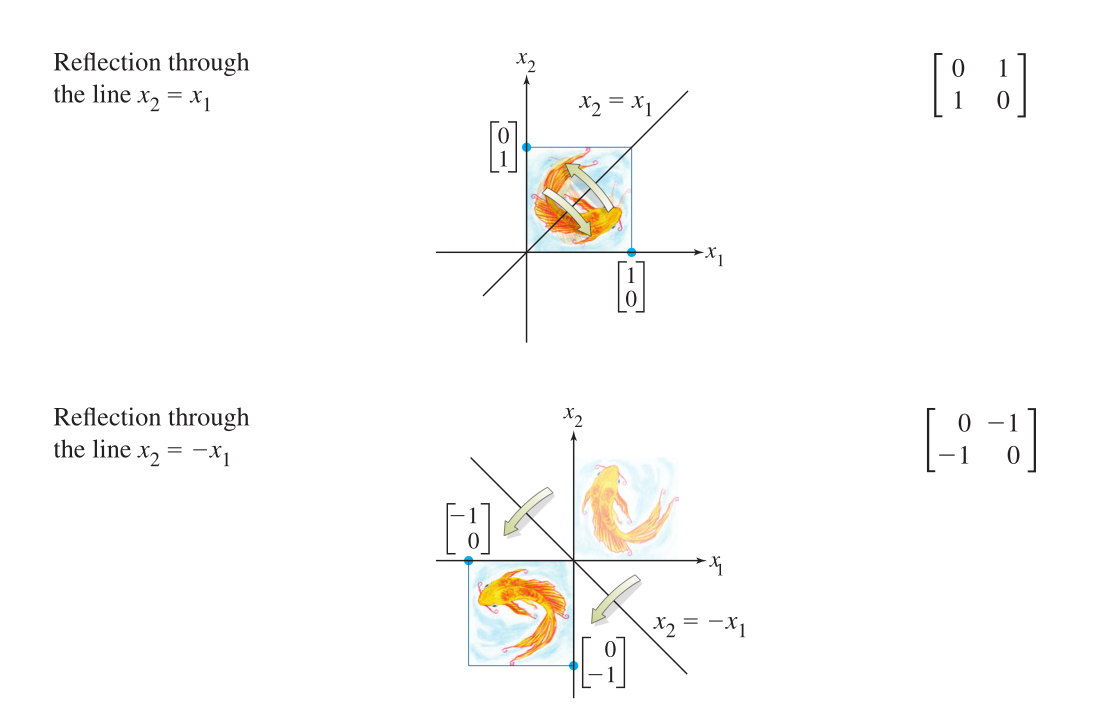 Reflection through
the line x₂ = x₁
x₂
x₂ = x₁
[0
1]
x₁
[1
0]
[0 1
1 0]
Reflection through
the line x₂ = −x₁
x₂
[−1
0]
x₁
x₂ = −x₁
[0
−1]
[0 −1
−1 0]